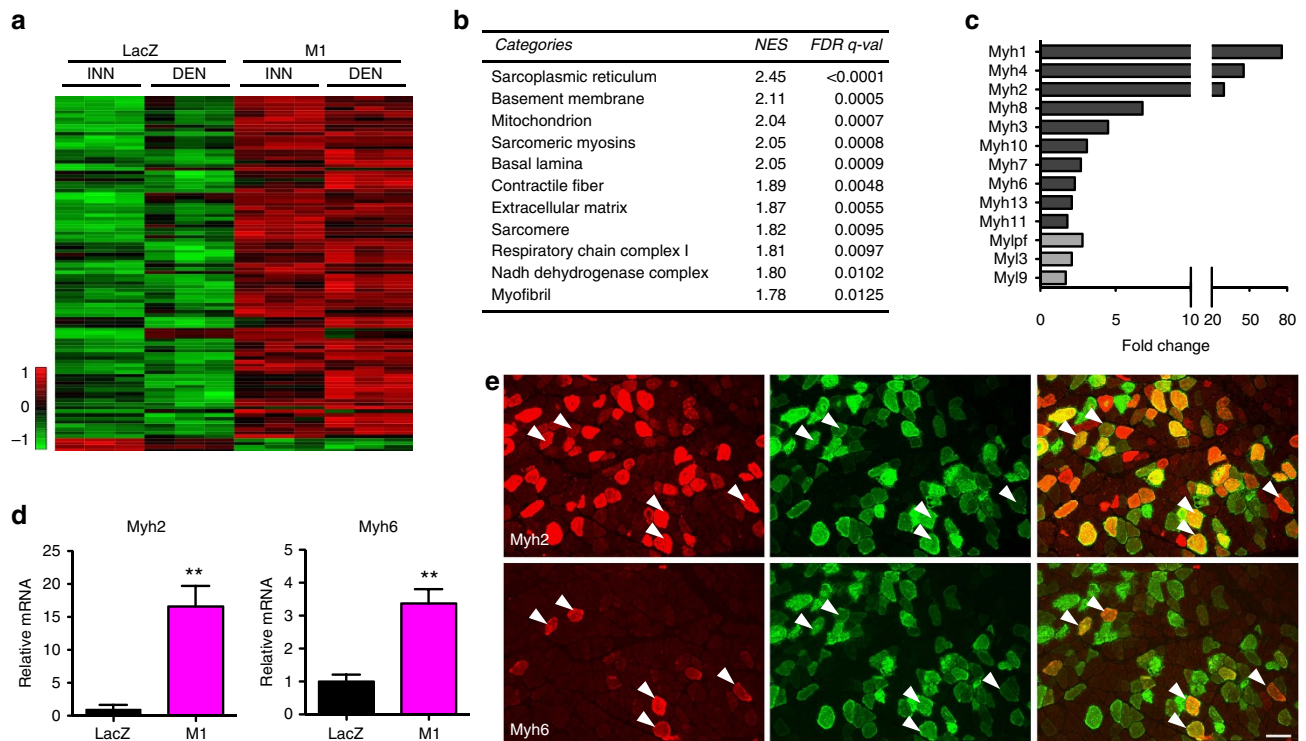 a
LacZ M1
INN DEN INN DEN
1
0
−1
b
Categories NES FDR q-val
Sarcoplasmic reticulum 2.45 <0.0001
Basement membrane 2.11 0.0005
Mitochondrion 2.04 0.0007
Sarcomeric myosins 2.05 0.0008
Basal lamina 2.05 0.0009
Contractile fiber 1.89 0.0048
Extracellular matrix 1.87 0.0055
Sarcomere 1.82 0.0095
Respiratory chain complex I 1.81 0.0097
Nadh dehydrogenase complex 1.80 0.0102
Myofibril 1.78 0.0125
c
Myh1
Myh4
Myh2
Myh8
Myh3
Myh10
Myh7
Myh6
Myh13
Myh11
Mylpf
Myl3
Myl9
0 5 10 20 50 80
Fold change
d
Myh2
Relative mRNA
25
20
15
10
5
0
**
LacZ M1
Myh6
Relative mRNA
5
4
3
2
1
0
**
LacZ M1
e
Myh2
Myh6